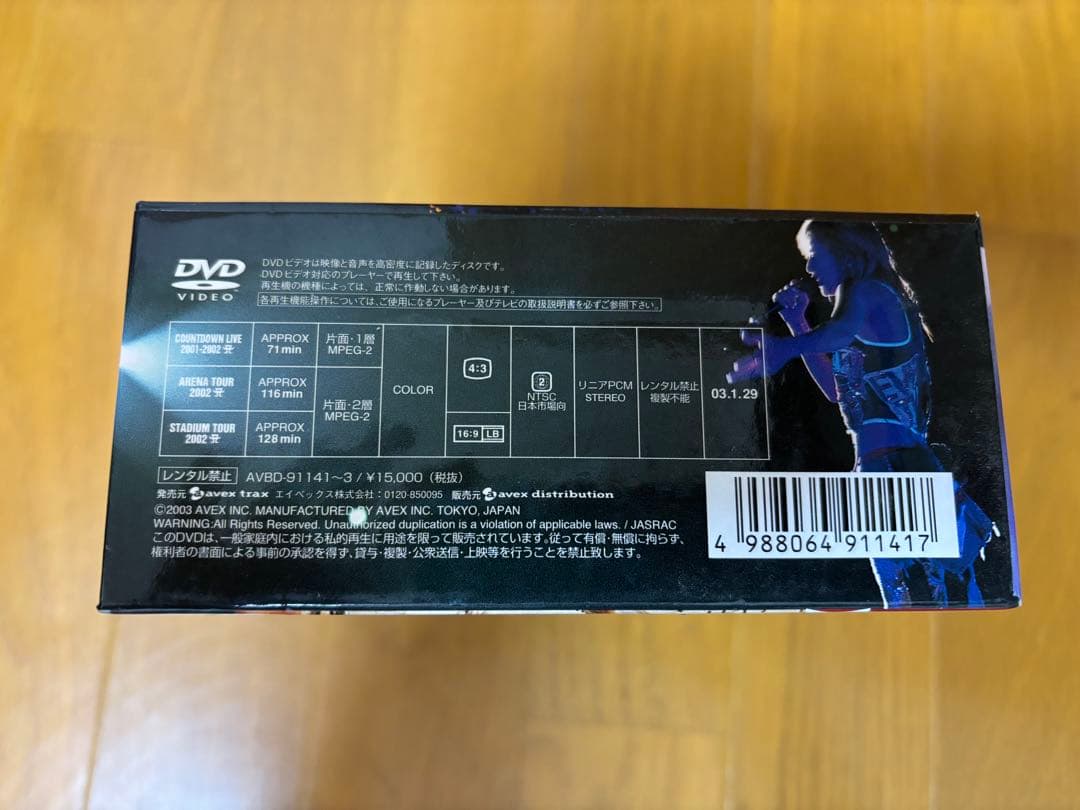 DVD
VIDEO
DVDビデオは映像と音声を高密度に記録したディスクです。
DVDビデオ対応のプレーヤーで再生して下さい。
再生機の機種によっては、正常に作動しない場合があります。
各再生機能操作については、ご使用になるプレーヤー及びテレビの取扱説明書を必ずご参照下さい。
COUNTDOWN LIVE
2001-2002 A
APPROX
71min
片面・1層
MPEG-2
ARENA TOUR
2002 A
APPROX
116min
片面・2層
MPEG-2
STADIUM TOUR
2002 A
APPROX
128min
COLOR
4:3
16:9 LB
2
NTSC
日本市場向
リニアPCM
STEREO
レンタル禁止
複製不能
03.1.29
レンタル禁止 AVBD-91141〜3 / ¥15,000（税抜）
発売元 avex trax エイベックス株式会社：0120-850095 販売元 avex distribution
©2003 AVEX INC. MANUFACTURED BY AVEX INC. TOKYO, JAPAN
WARNING:All Rights Reserved. Unauthorized duplication is a violation of applicable laws. / JASRAC
このDVDは、一般家庭内における私的再生に用途を限って販売されています。従って有償・無償に拘らず、
権利者の書面による事前の承認を得ず、貸与・複製・公衆送信・上映等を行うことを禁止致します。
4 988064 911417